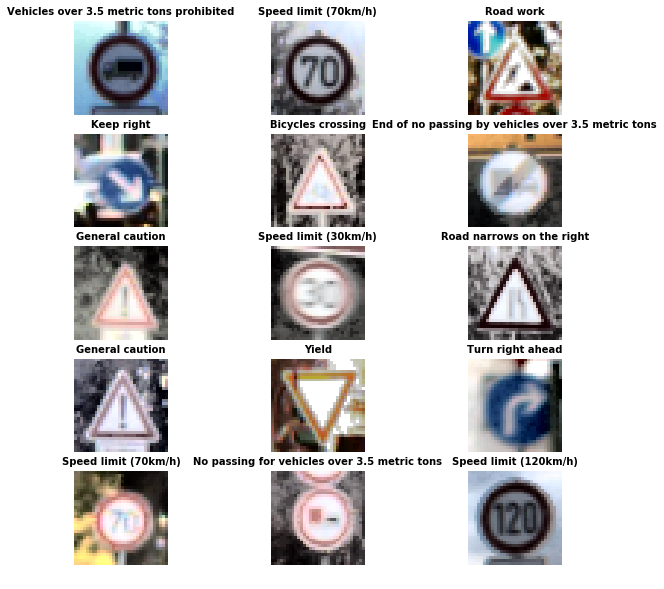 Vehicles over 3.5 metric tons prohibited
Speed limit (70km/h)
Road work
70
Keep right
Bicycles crossing
End of no passing by vehicles over 3.5 metric tons
General caution
Speed limit (30km/h)
Road narrows on the right
30
General caution
Yield
Turn right ahead
Speed limit (70km/h)
No passing for vehicles over 3.5 metric tons
Speed limit (120km/h)
70
120